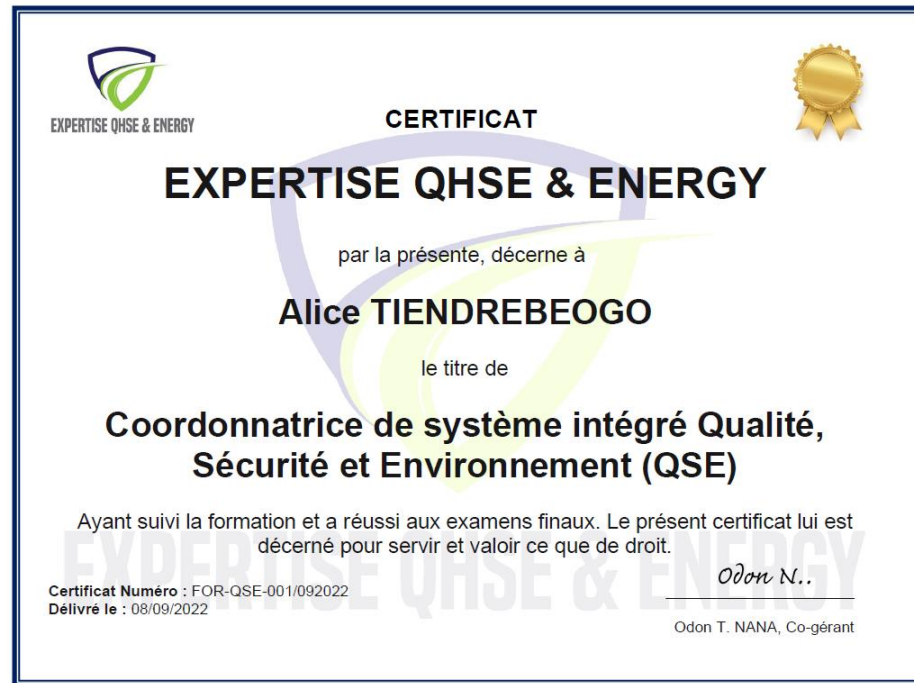 EXPERTISE QHSE & ENERGY
CERTIFICAT
EXPERTISE QHSE & ENERGY
par la présente, décerne à
Alice TIENDREBEOGO
le titre de
Coordonnatrice de système intégré Qualité,
Sécurité et Environnement (QSE)
Ayant suivi la formation et a réussi aux examens finaux. Le présent certificat lui est
décerné pour servir et valoir ce que de droit.
EXPERTISE QHSE & ENERGY
Odon N..
Certificat Numéro : FOR-QSE-001/092022
Délivré le : 08/09/2022
Odon T. NANA, Co-gérant